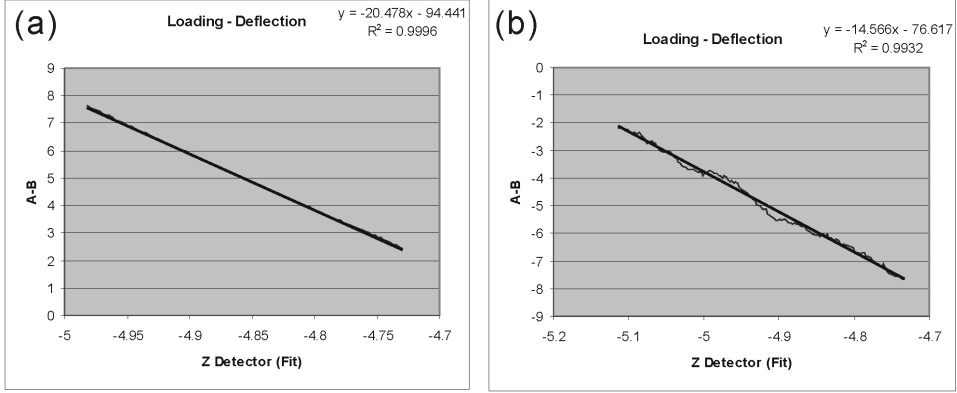 (a)
Loading - Deflection
y = -20.478x - 94.441
R² = 0.9996
9
8
7
6
5
4
3
2
1
0
A-B
-5 -4.95 -4.9 -4.85 -4.8 -4.75 -4.7
Z Detector (Fit)
(b)
Loading - Deflection
y = -14.566x - 76.617
R² = 0.9932
0
-1
-2
-3
-4
-5
-6
-7
-8
-9
A-B
-5.2 -5.1 -5 -4.9 -4.8 -4.7
Z Detector (Fit)